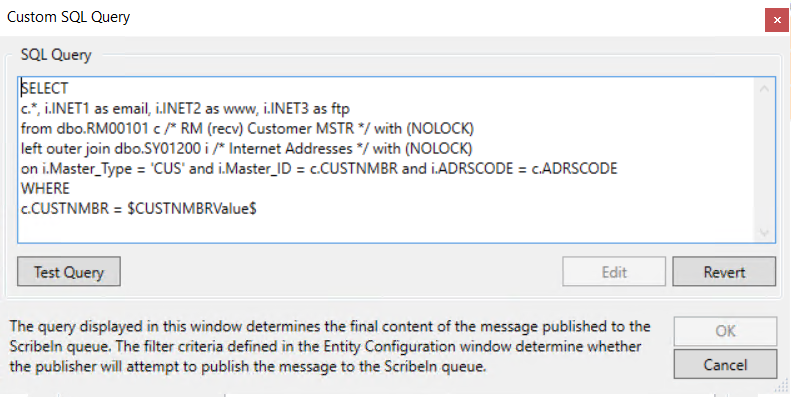 Custom SQL Query
SQL Query
SELECT
c.*, i.INET1 as email, i.INET2 as www, i.INET3 as ftp
from dbo.RM00101 c /* RM (recv) Customer MSTR */ with (NOLOCK)
left outer join dbo.SY01200 i /* Internet Addresses */ with (NOLOCK)
on i.Master_Type = 'CUS' and i.Master_ID = c.CUSTNMBR and i.ADRSCODE = c.ADRSCODE
WHERE
c.CUSTNMBR = $CUSTNMBRValue$
Test Query
Edit
Revert
The query displayed in this window determines the final content of the message published to the
ScribeIn queue. The filter criteria defined in the Entity Configuration window determine whether
the publisher will attempt to publish the message to the ScribeIn queue.
OK
Cancel